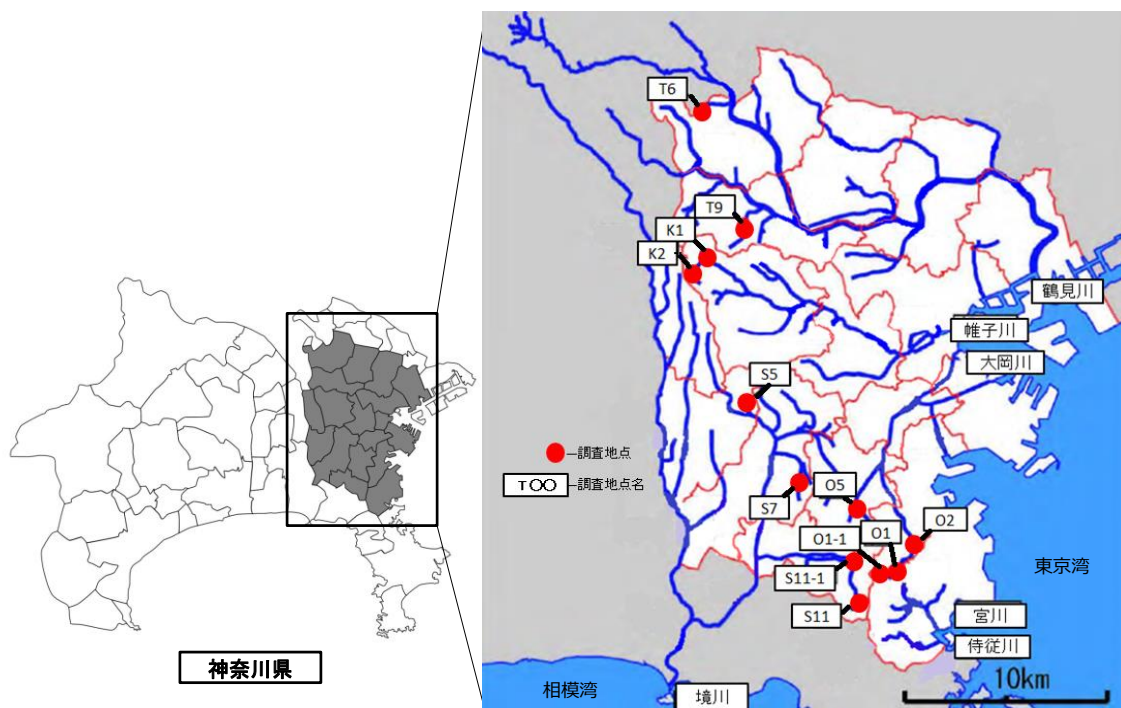 T6
T9
K1
K2
鶴見川
帷子川
大岡川
S5
調査地点
T〇〇 調査地点名
S7
O5
O2
O1
O1-1
S11-1
S11
東京湾
宮川
侍従川
神奈川県
相模湾
境川
10km